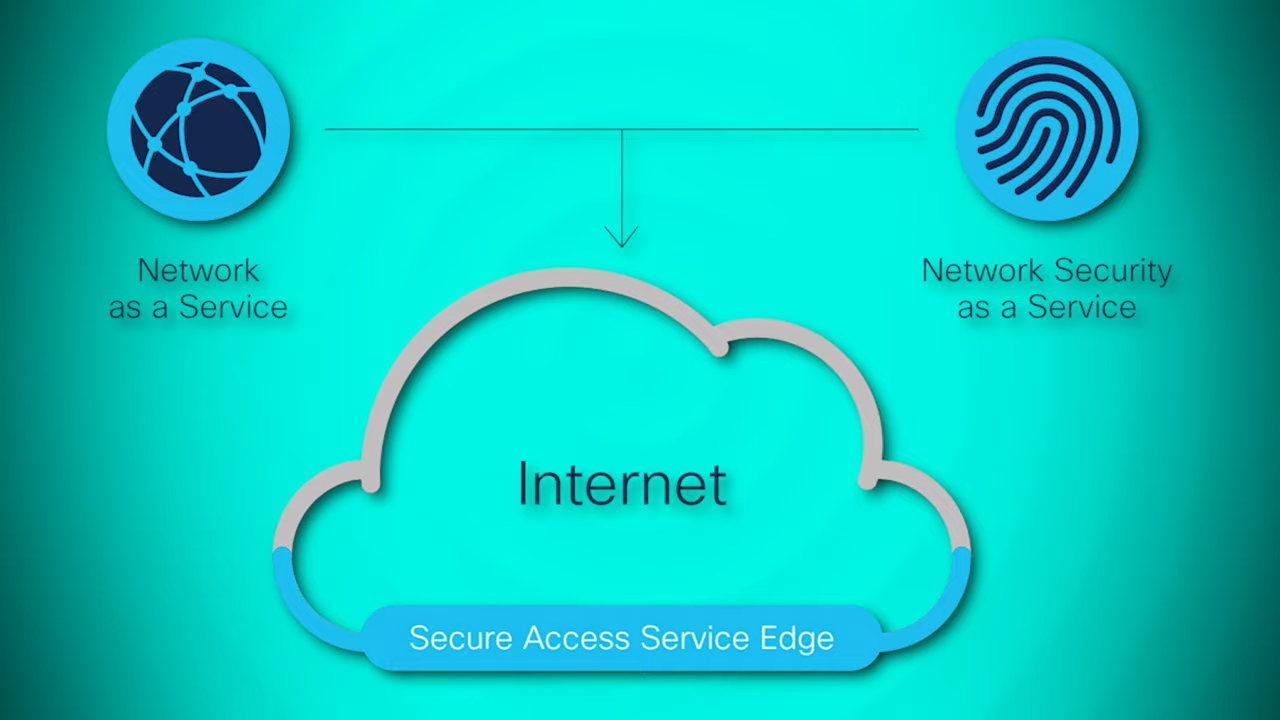 Network
as a Service
Network Security
as a Service
Internet
Secure Access Service Edge